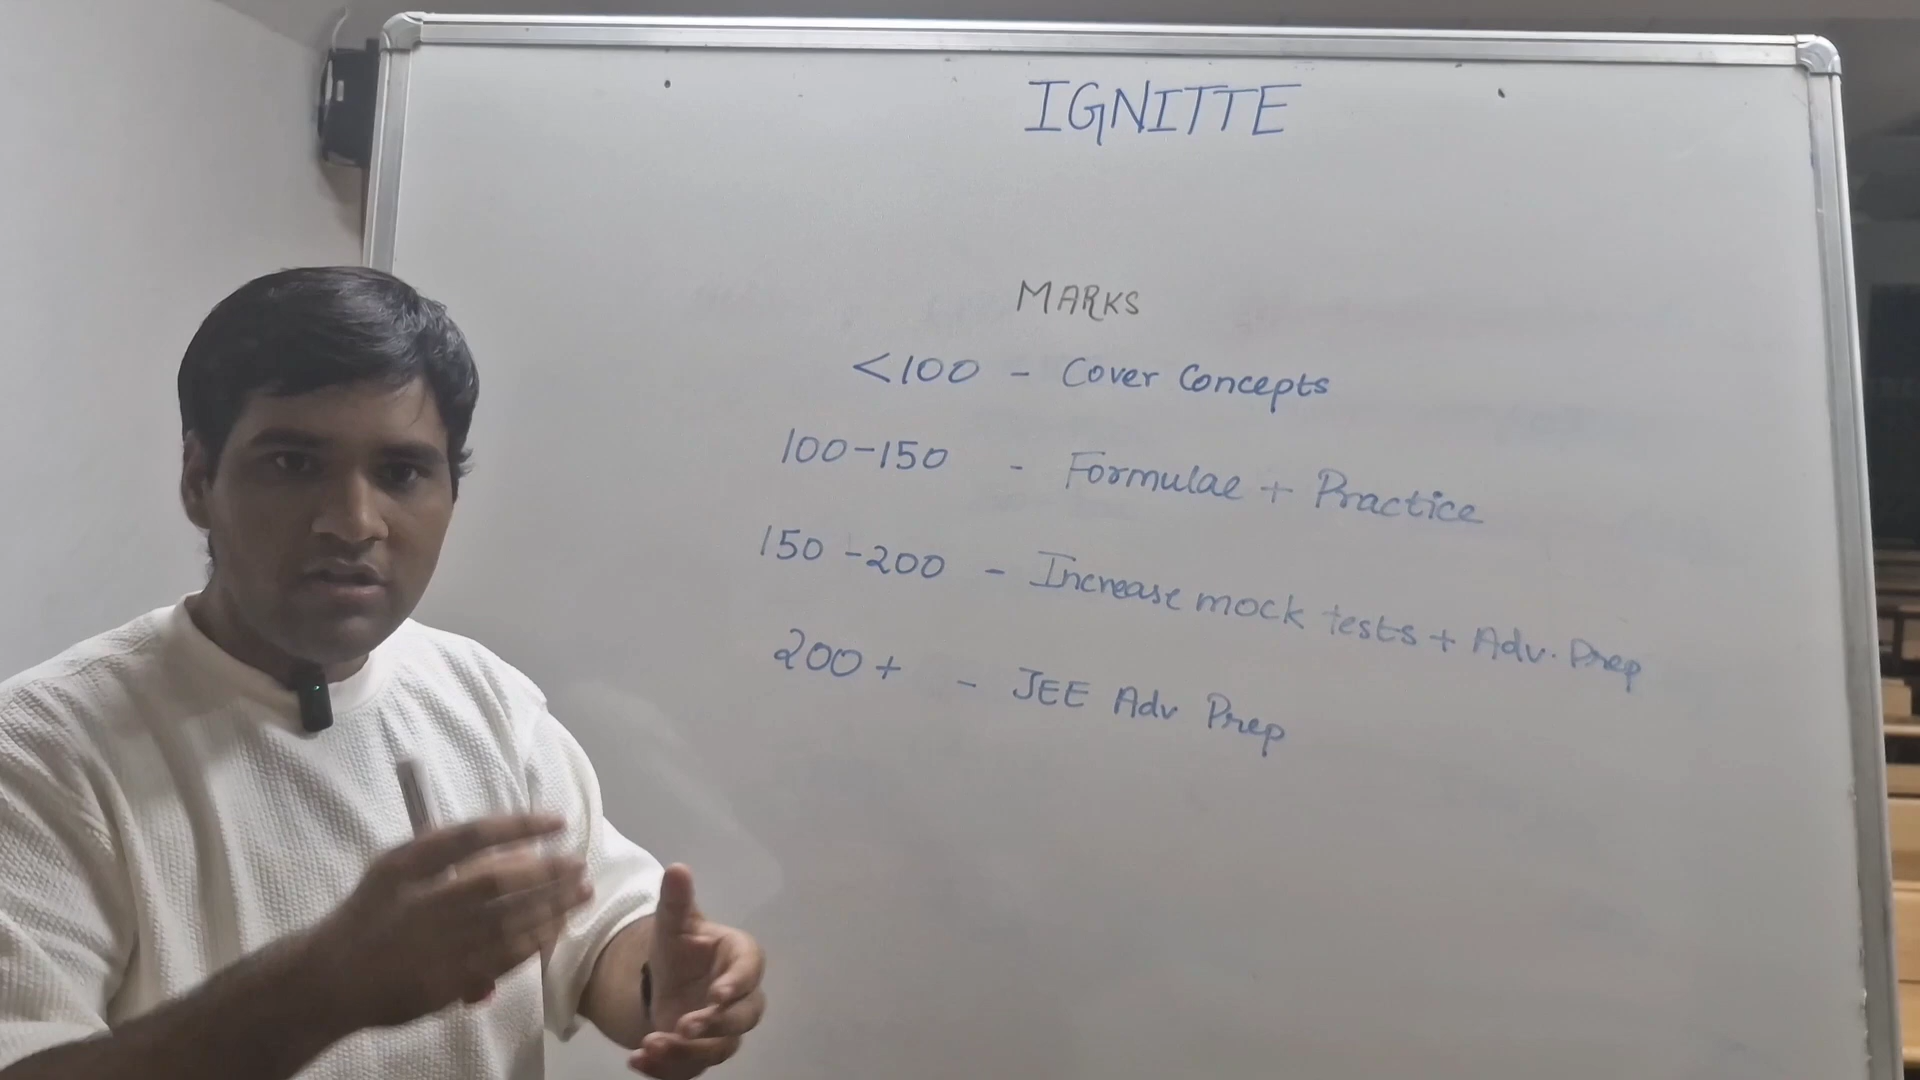 IGNITTE
MARKS
<100 - Cover Concepts
100-150 - Formulae + Practice
150-200 - Increase mock tests + Adv. Prep
200+ - JEE Adv Prep